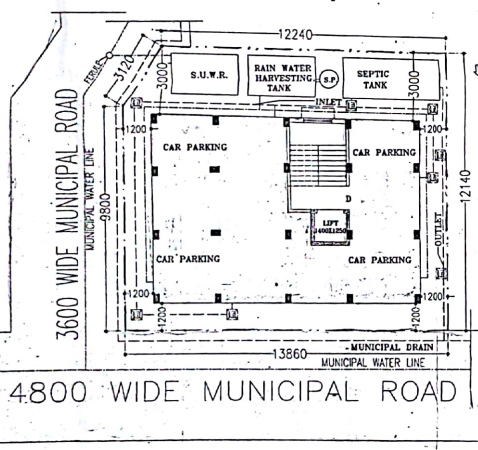 12240
FERULE
3120
3000
S.U.W.R.
RAIN WATER
HARVESTING
TANK
S.P
SEPTIC
TANK
3000
INLET
1200
1200
CAR PARKING
CAR PARKING
3600 WIDE MUNICIPAL ROAD
MUNICIPAL WATER LINE
9800
12140
D
LIFT
1400X1250
OUTLET
CAR PARKING
CAR PARKING
1200
1200
1200
1200
MUNICIPAL DRAIN
13860
MUNICIPAL WATER LINE
4800 WIDE MUNICIPAL ROAD